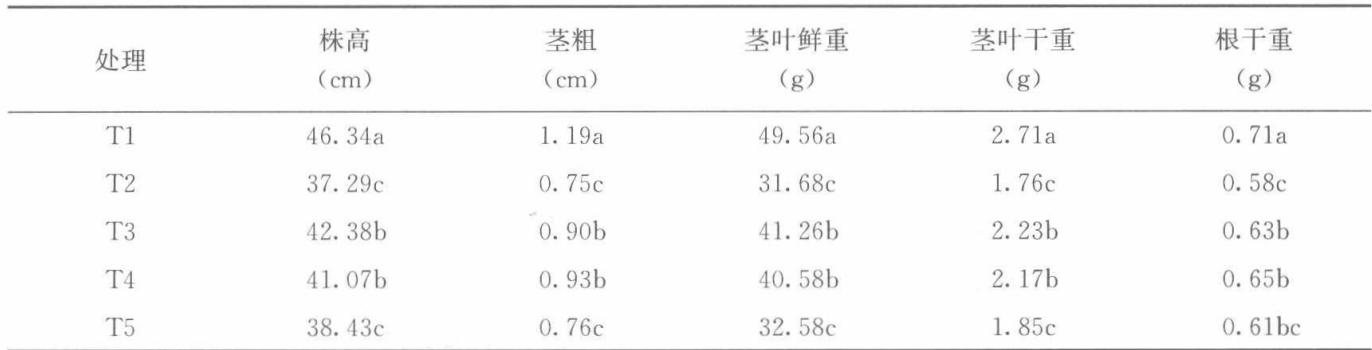 处理 株高 茎粗 茎叶鲜重 茎叶干重 根干重
(cm) (cm) (g) (g) (g)
T1 46.34a 1.19a 49.56a 2.71a 0.71a
T2 37.29c 0.75c 31.68c 1.76c 0.58c
T3 42.38b 0.90b 41.26b 2.23b 0.63b
T4 41.07b 0.93b 40.58b 2.17b 0.65b
T5 38.43c 0.76c 32.58c 1.85c 0.61bc